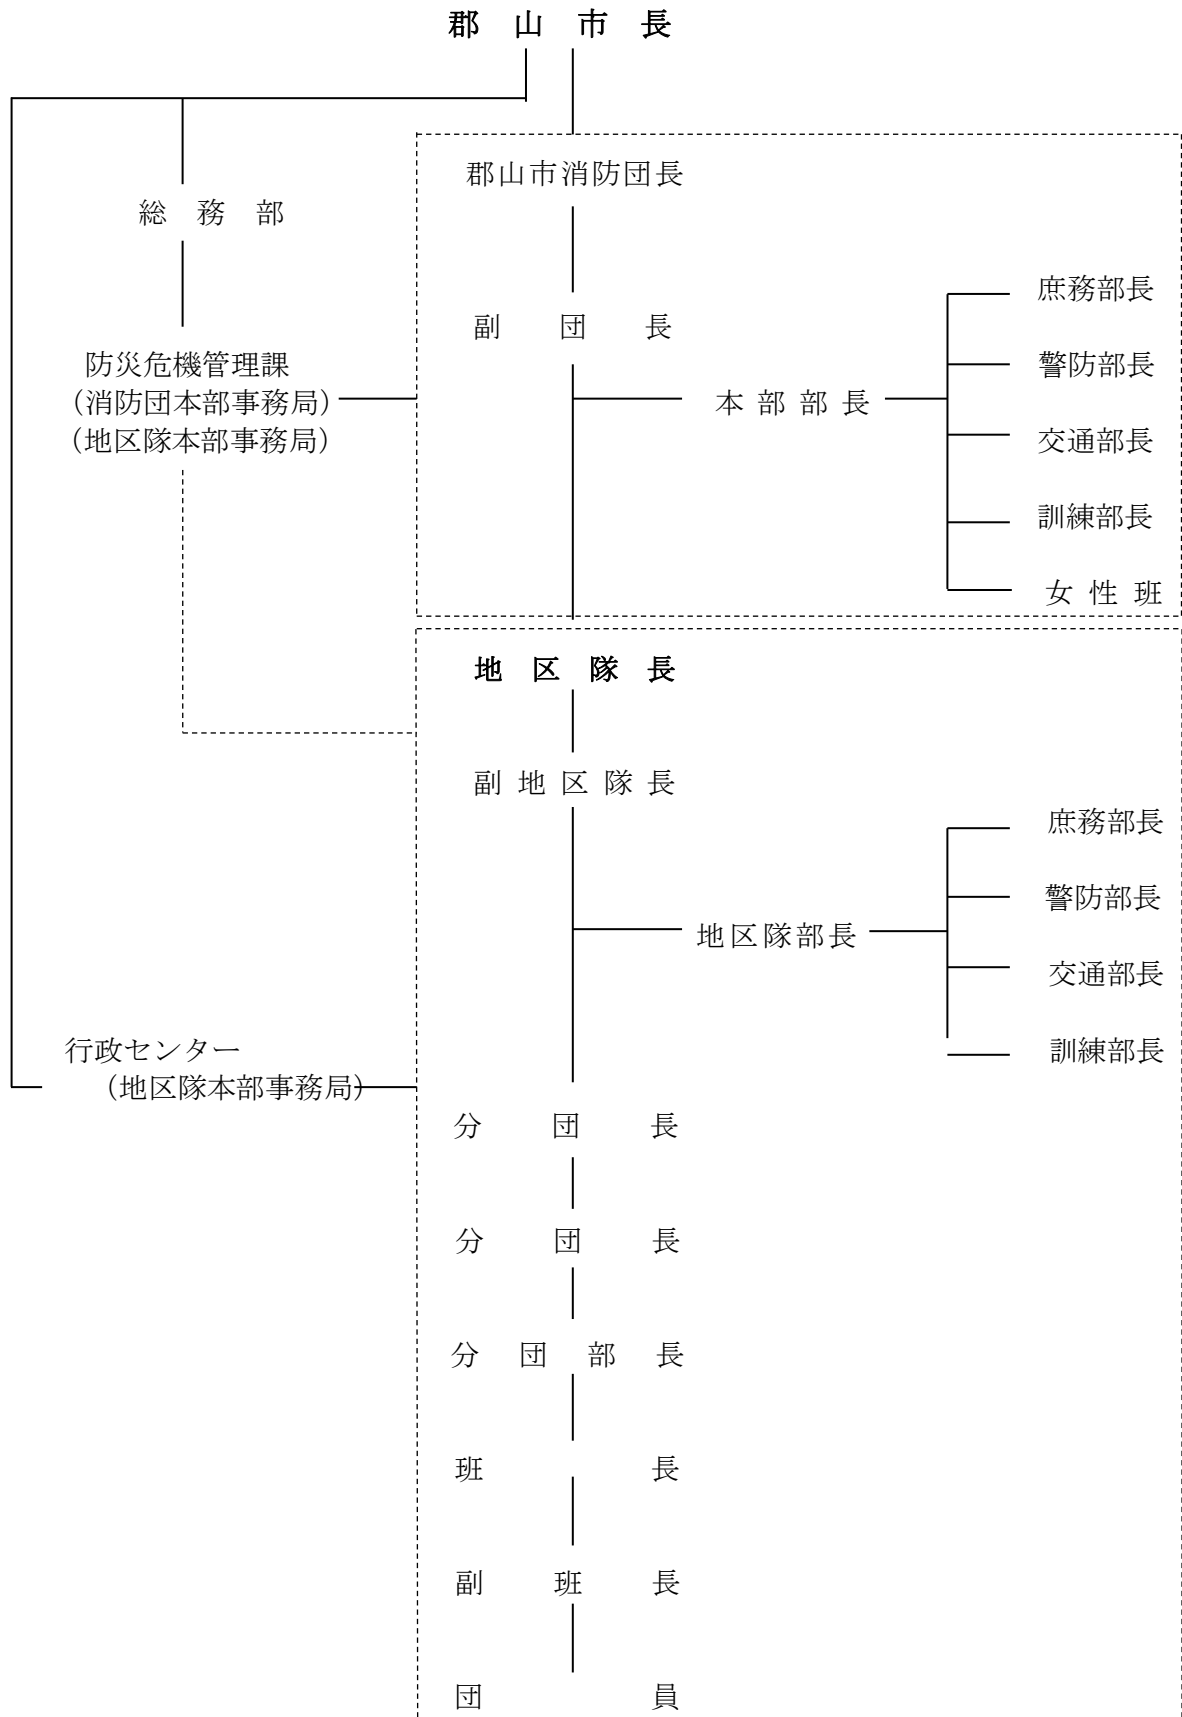 郡山市長
郡山市消防団長
総務部
庶務部長
副団長
防災危機管理課
(消防団本部事務局)
(地区隊本部事務局)
警防部長
本部部長
交通部長
訓練部長
女性班
地区隊長
副地区隊長
庶務部長
警防部長
地区隊部長
交通部長
訓練部長
行政センター
(地区隊本部事務局)
分団長
分団長
分団部長
班長
副班長
団員